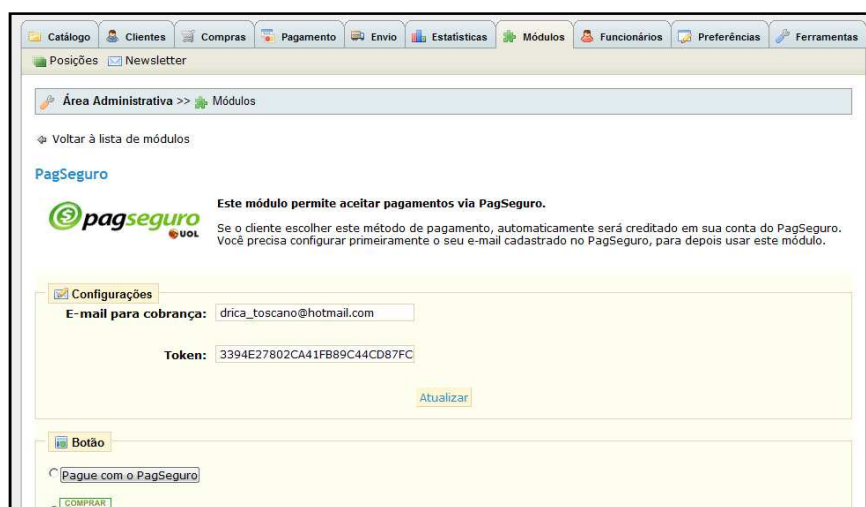 Catálogo Clientes Compras Pagamento Envio Estatísticas Módulos Funcionários Preferências Ferramentas
Posições Newsletter
Área Administrativa >> Módulos
Voltar à lista de módulos
PagSeguro
pagseguro
UOL
Este módulo permite aceitar pagamentos via PagSeguro.
Se o cliente escolher este método de pagamento, automaticamente será creditado em sua conta do PagSeguro.
Você precisa configurar primeiramente o seu e-mail cadastrado no PagSeguro, para depois usar este módulo.
Configurações
E-mail para cobrança: drica_toscano@hotmail.com
Token: 3394E27802CA41FB89C44CD87FC
Atualizar
Botão
Pague com o PagSeguro
COMPRAR